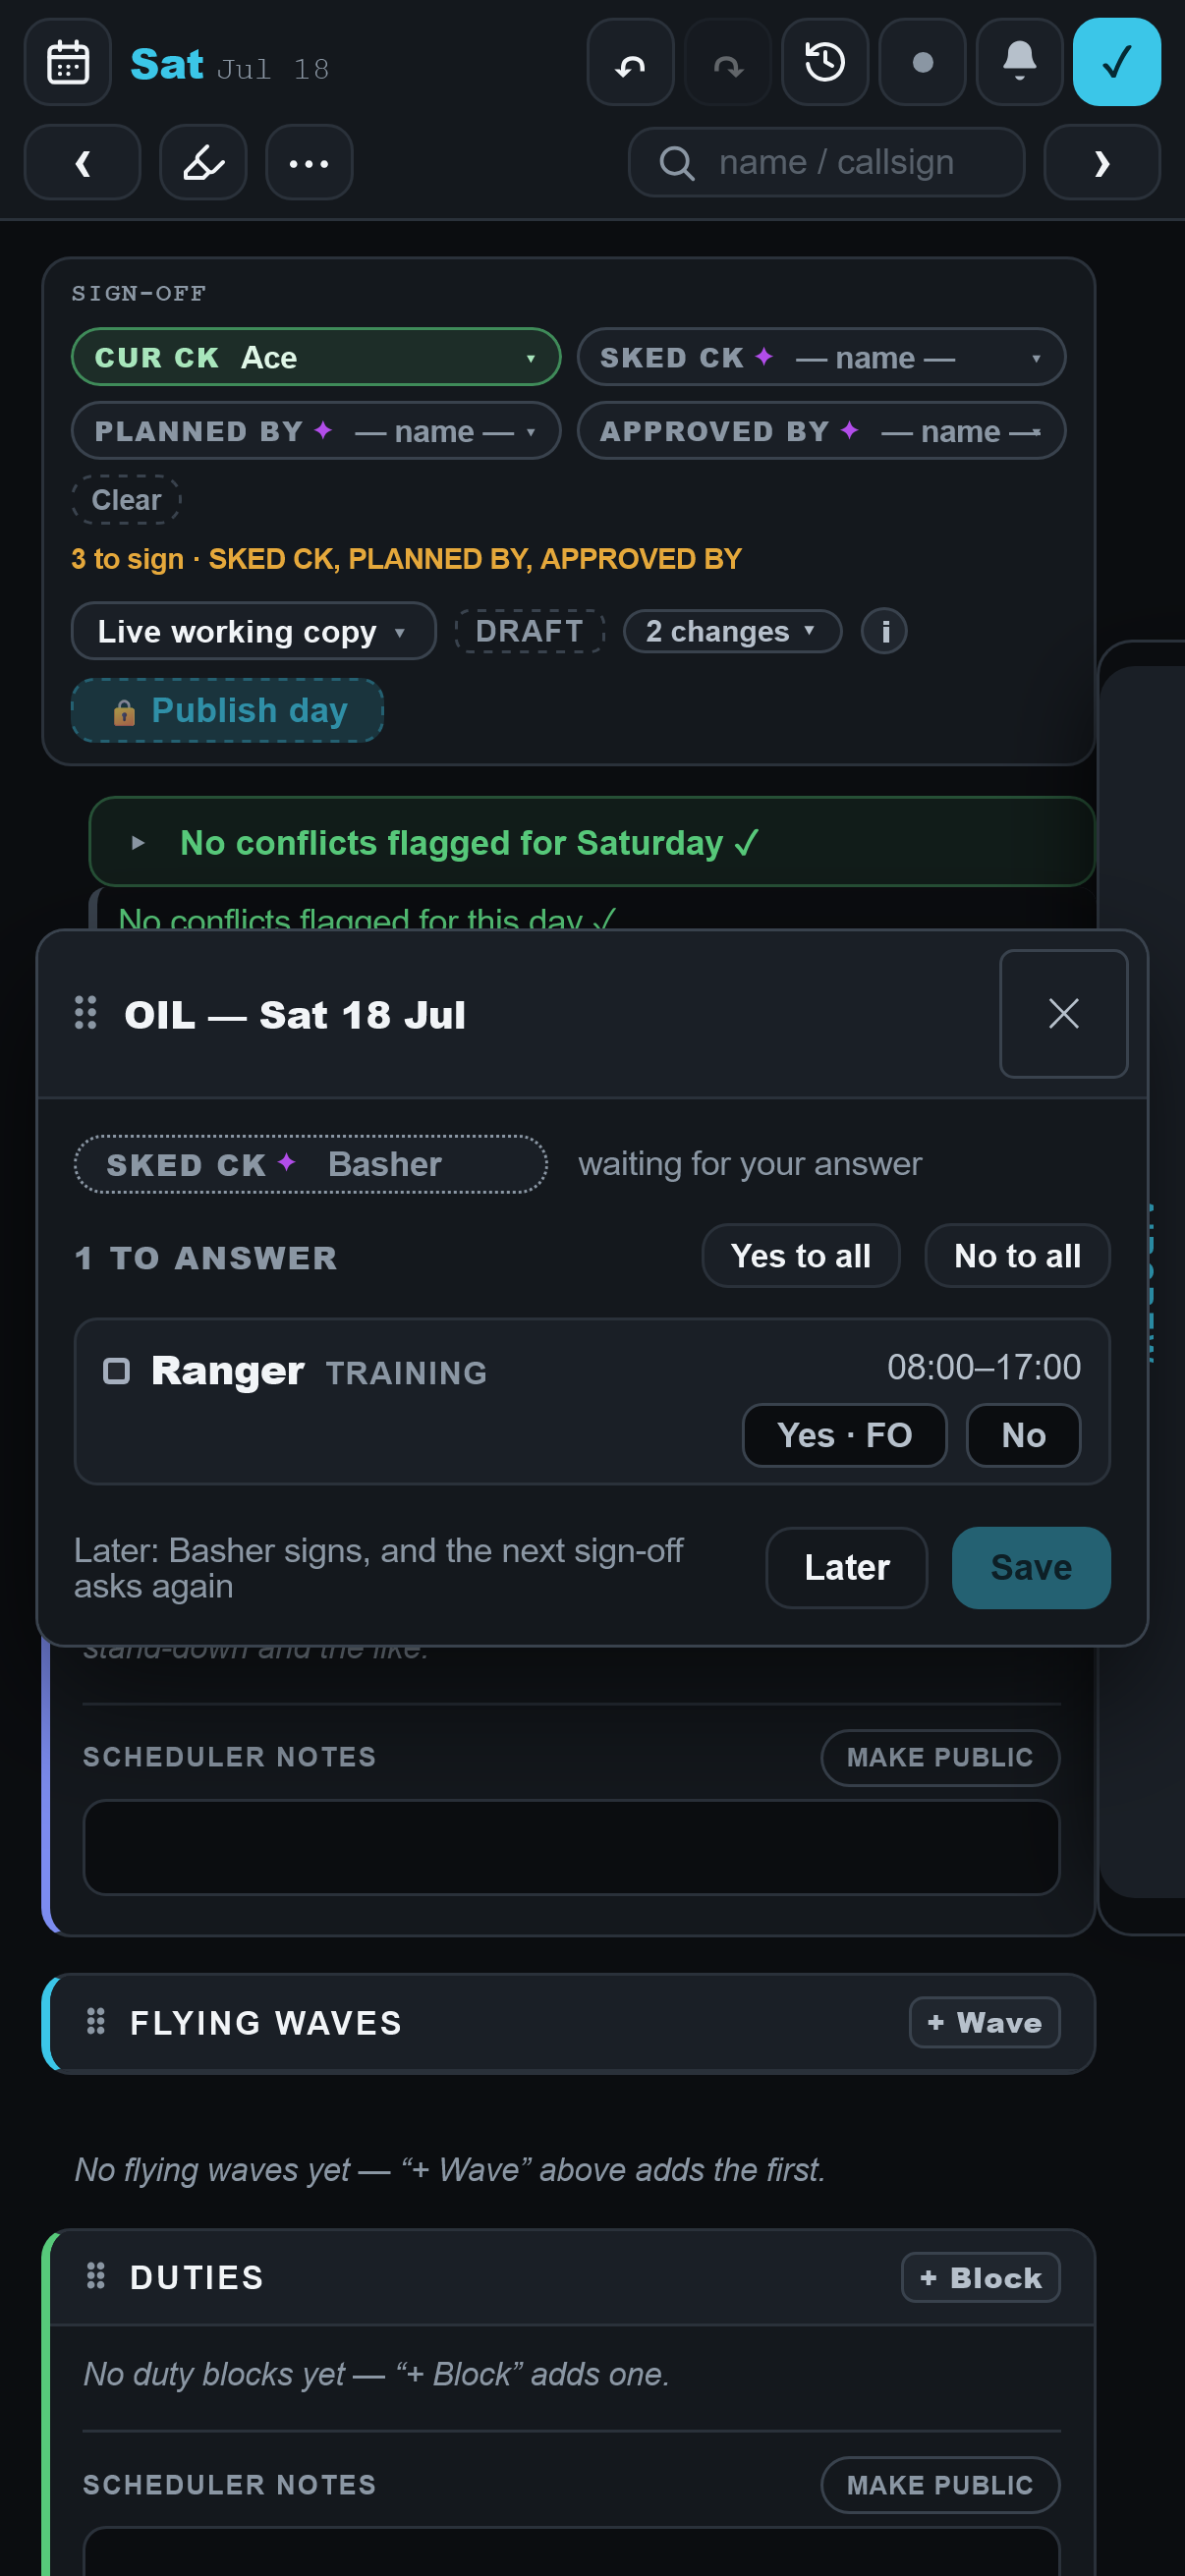 Sat Jul 18
name / callsign
SIGN-OFF
CUR CK Ace
SKED CK ✦ — name —
PLANNED BY ✦ — name —
APPROVED BY ✦ — name —
Clear
3 to sign · SKED CK, PLANNED BY, APPROVED BY
Live working copy
DRAFT
2 changes
i
Publish day
No conflicts flagged for Saturday ✓
No conflicts flagged for this day ✓
OIL — Sat 18 Jul
SKED CK ✦ Basher
waiting for your answer
1 TO ANSWER
Yes to all
No to all
Ranger TRAINING
08:00–17:00
Yes · FO
No
Later: Basher signs, and the next sign-off
asks again
Later
Save
stand-down and the like.
SCHEDULER NOTES
MAKE PUBLIC
FLYING WAVES
+ Wave
No flying waves yet — “+ Wave” above adds the first.
DUTIES
+ Block
No duty blocks yet — “+ Block” adds one.
SCHEDULER NOTES
MAKE PUBLIC